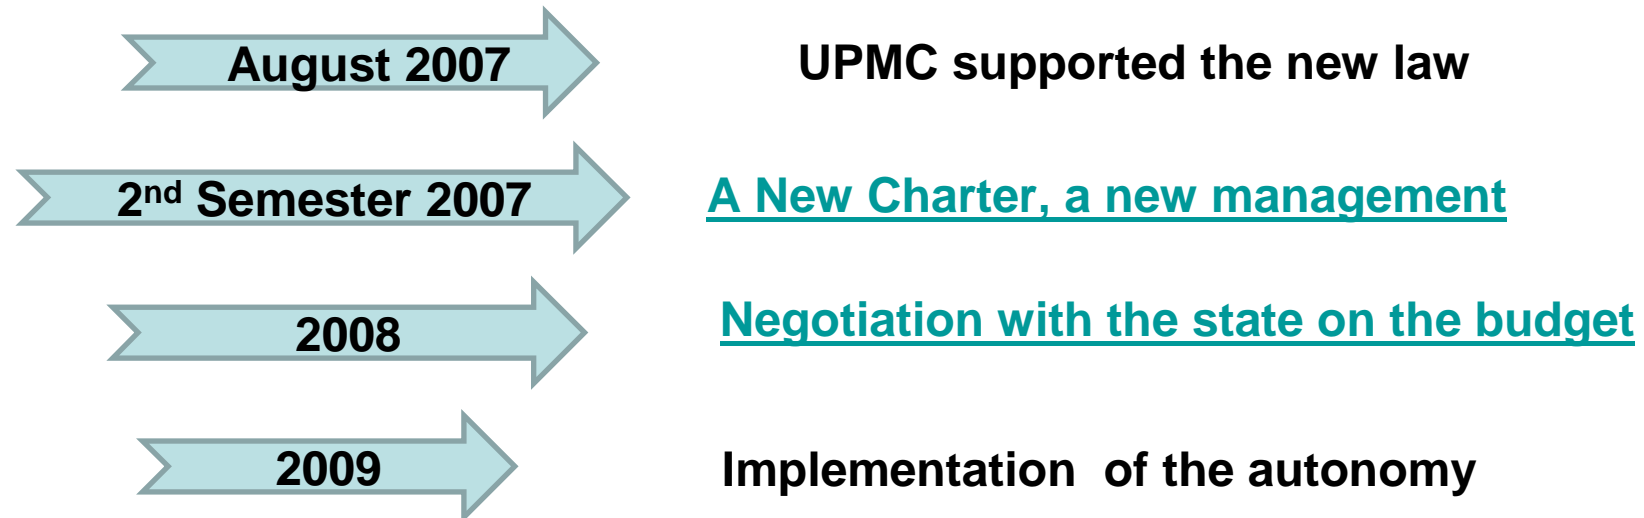 August 2007 UPMC supported the new law
2nd Semester 2007 A New Charter, a new management
2008 Negotiation with the state on the budget
2009 Implementation of the autonomy